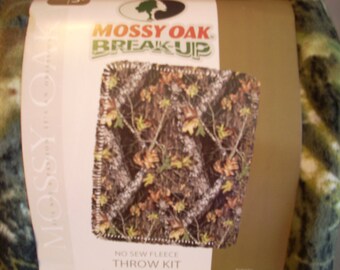 MOSSY OAK
BREAK-UP
MOSSY OAK
NO SEW FLEECE
THROW KIT